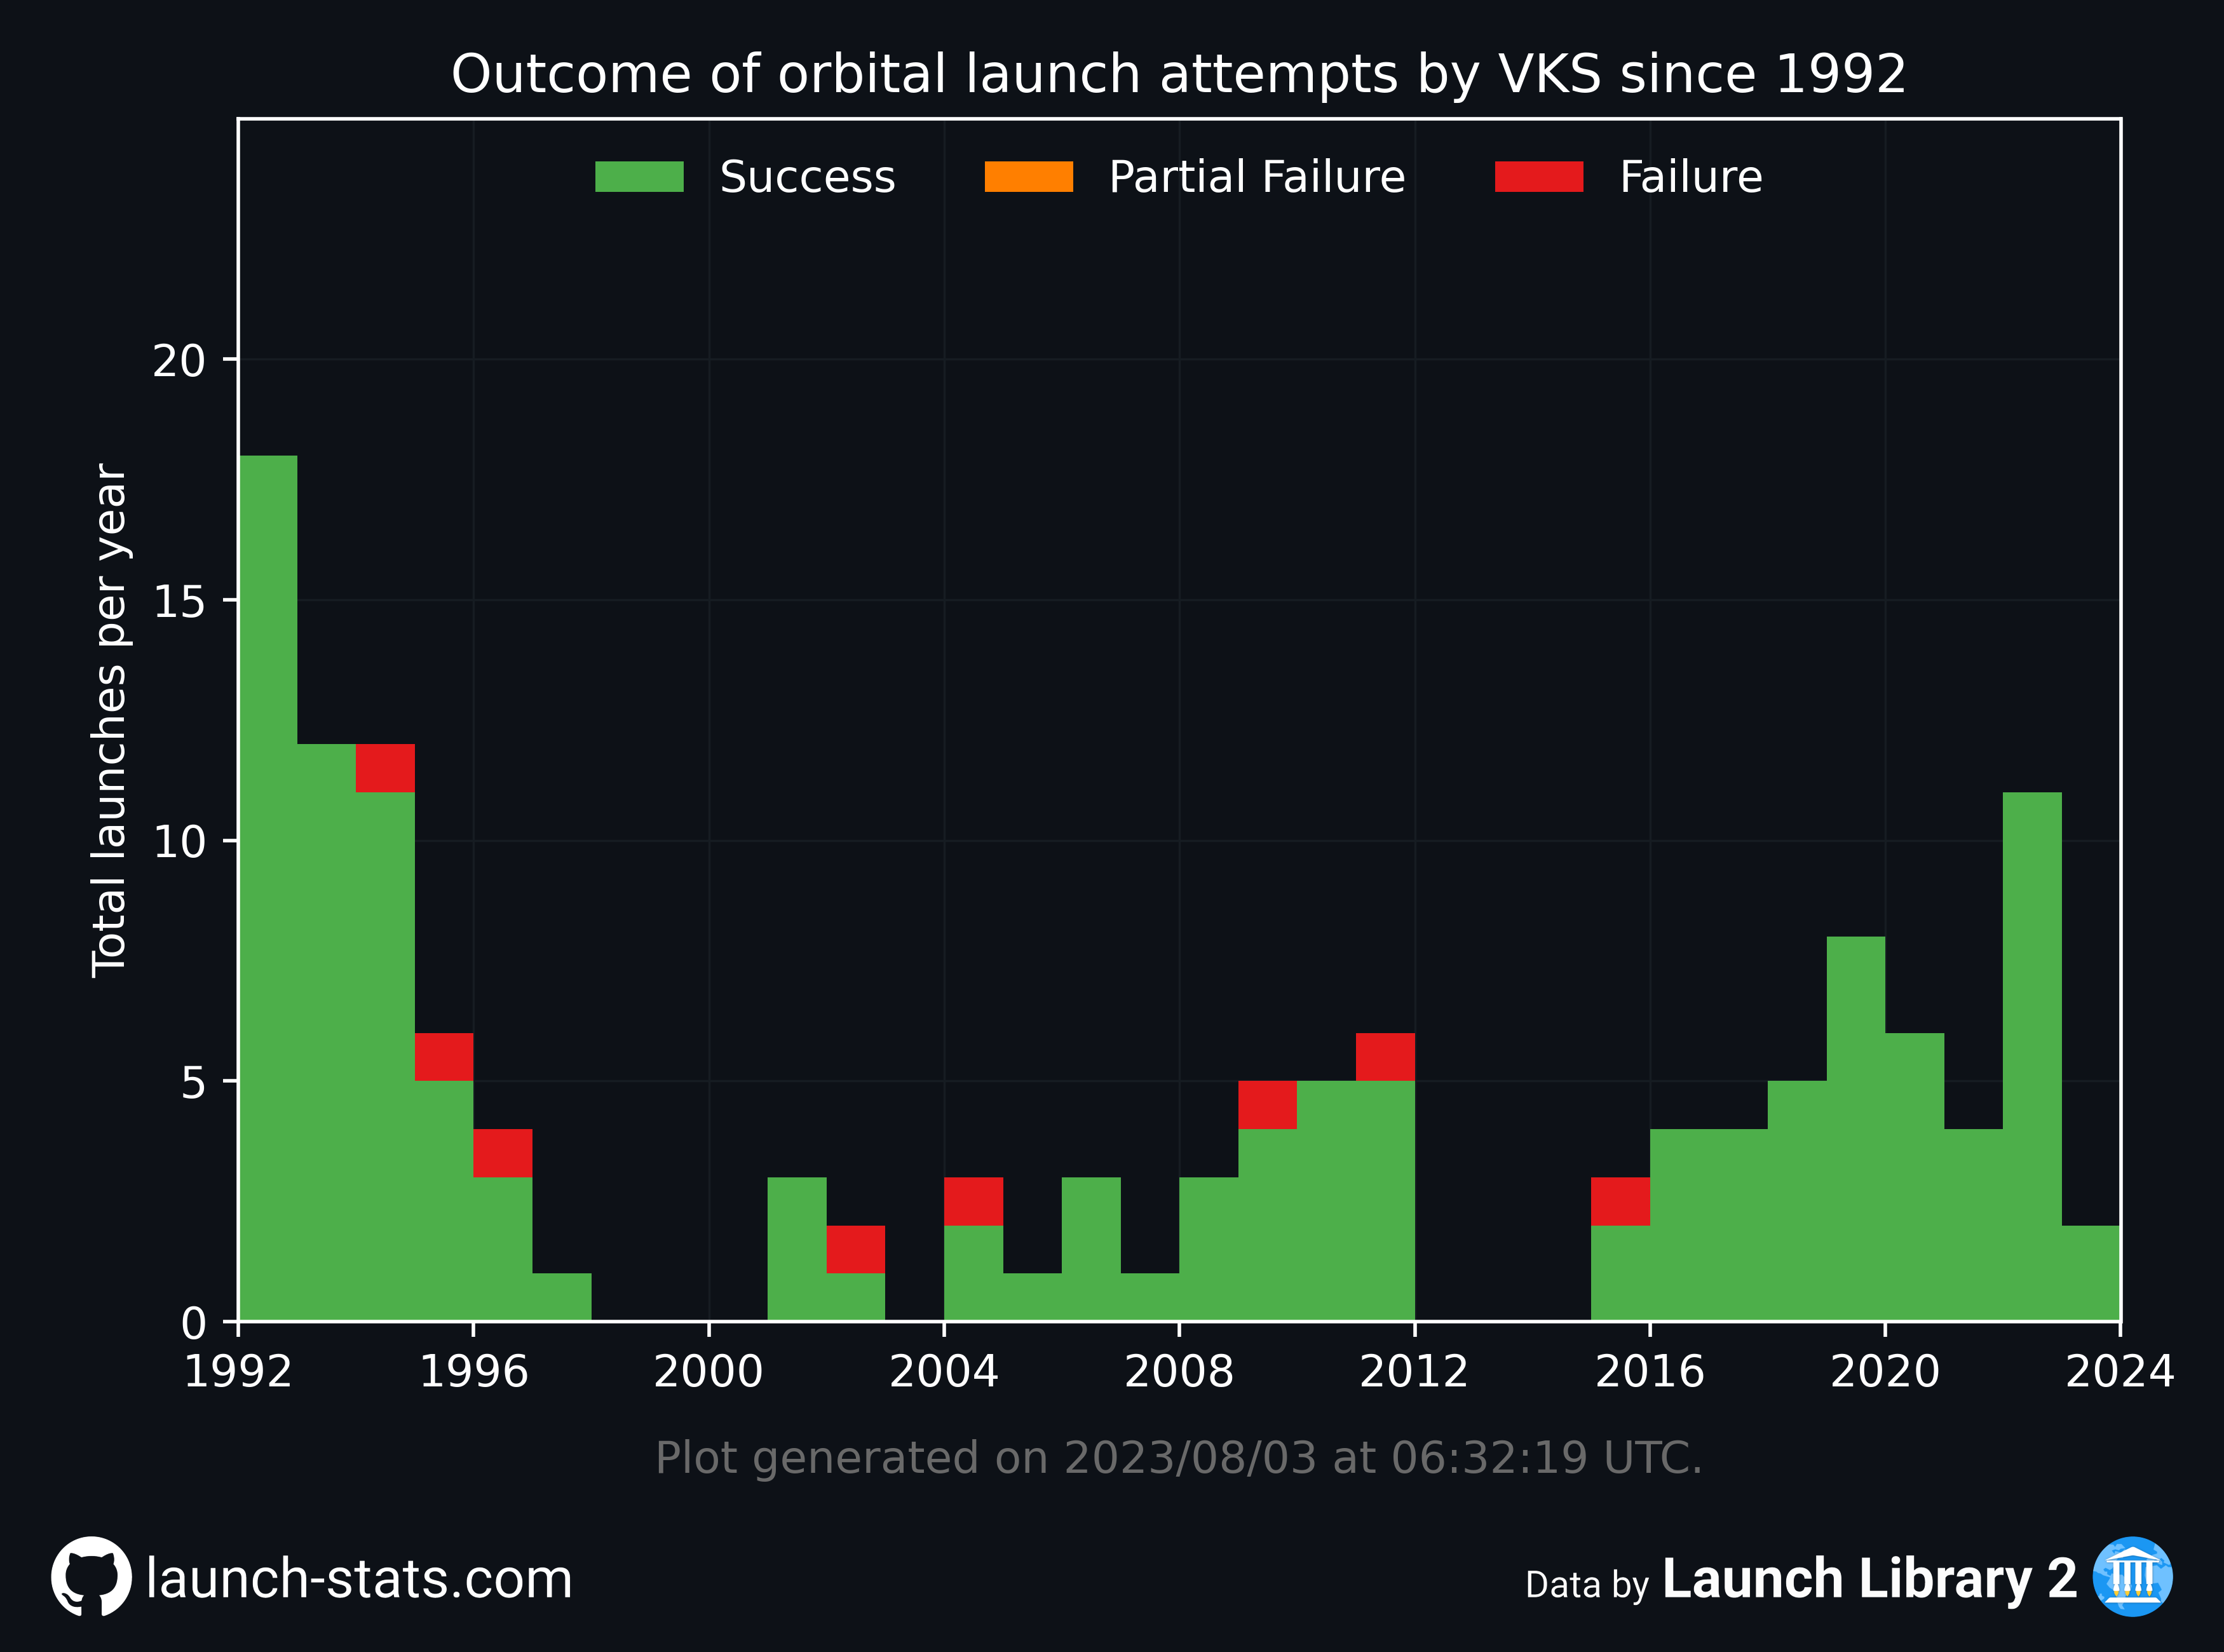 Outcome of orbital launch attempts by VKS since 1992
Success Partial Failure Failure
Total launches per year
20
15
10
5
0
1992 1996 2000 2004 2008 2012 2016 2020 2024
Plot generated on 2023/08/03 at 06:32:19 UTC.
launch-stats.com
Data by Launch Library 2